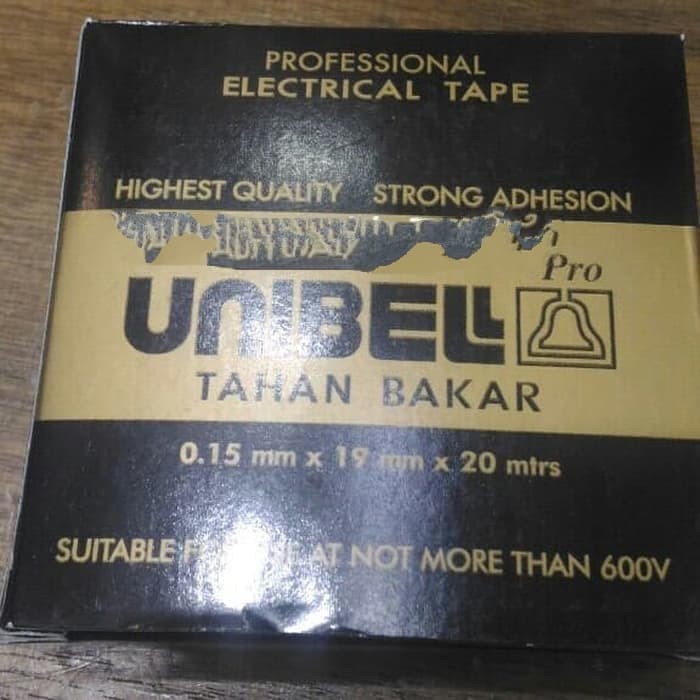 PROFESSIONAL
ELECTRICAL TAPE
HIGHEST QUALITY STRONG ADHESION
Pro
UNIBELL
TAHAN BAKAR
0.15 mm x 19 mm x 20 mtrs
SUITABLE AT NOT MORE THAN 600V